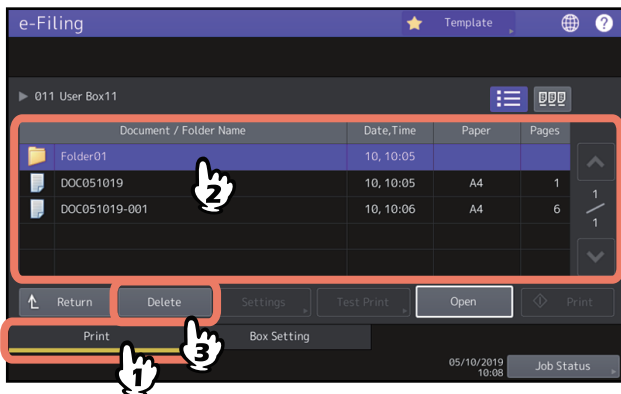 e-Filing Template ?
011 User Box11
Document / Folder Name Date,Time Paper Pages
Folder01 10, 10:05
DOC051019 10, 10:05 A4 1
DOC051019-001 10, 10:06 A4 6
1
1
2
Return Delete Settings Test Print Open Print
Print Box Setting
3
1
05/10/2019
10:08
Job Status